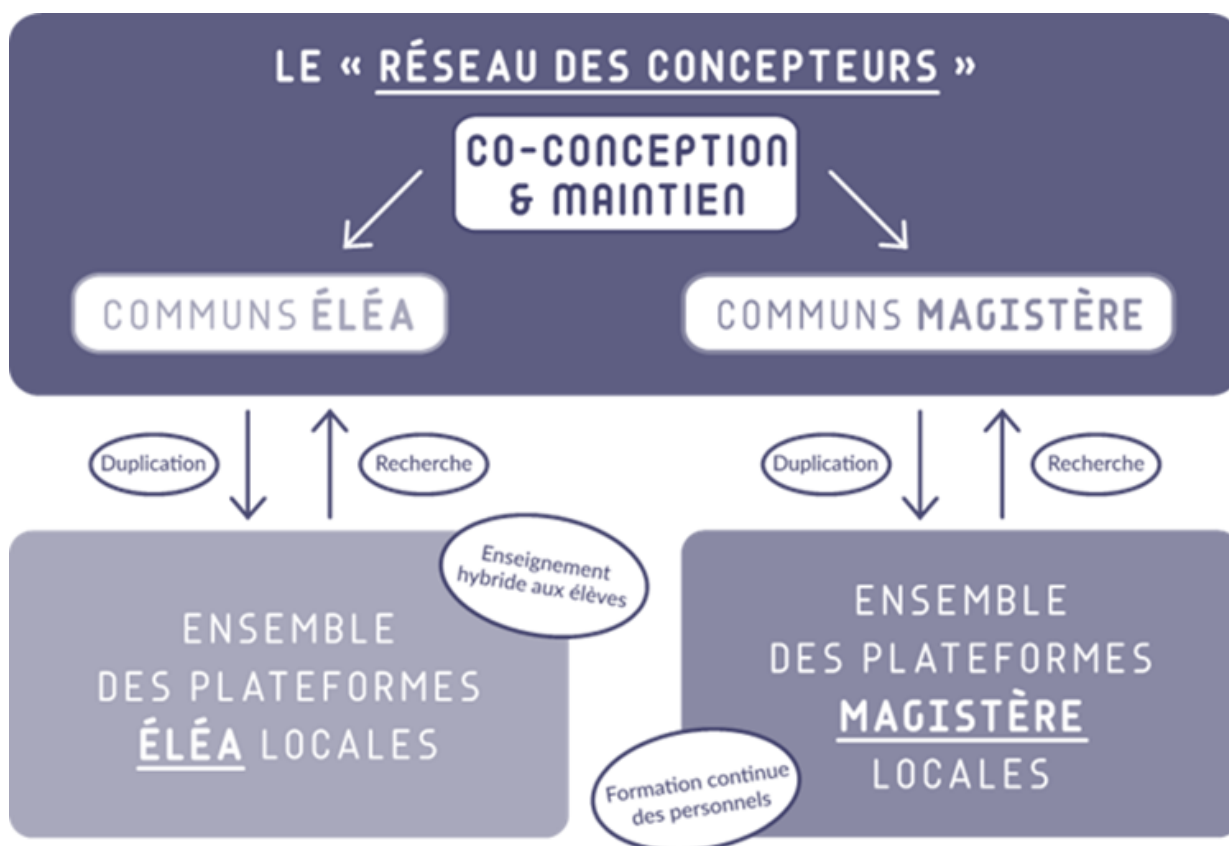 LE « RÉSEAU DES CONCEPTEURS »
CO-CONCEPTION
& MAINTIEN
COMMUNS ÉLÉA
COMMUNS MAGISTÈRE
Duplication
Recherche
Duplication
Recherche
Enseignement
hybride aux élèves
ENSEMBLE
DES PLATEFORMES
ÉLÉA LOCALES
ENSEMBLE
DES PLATEFORMES
MAGISTÈRE
LOCALES
Formation continue
des personnels